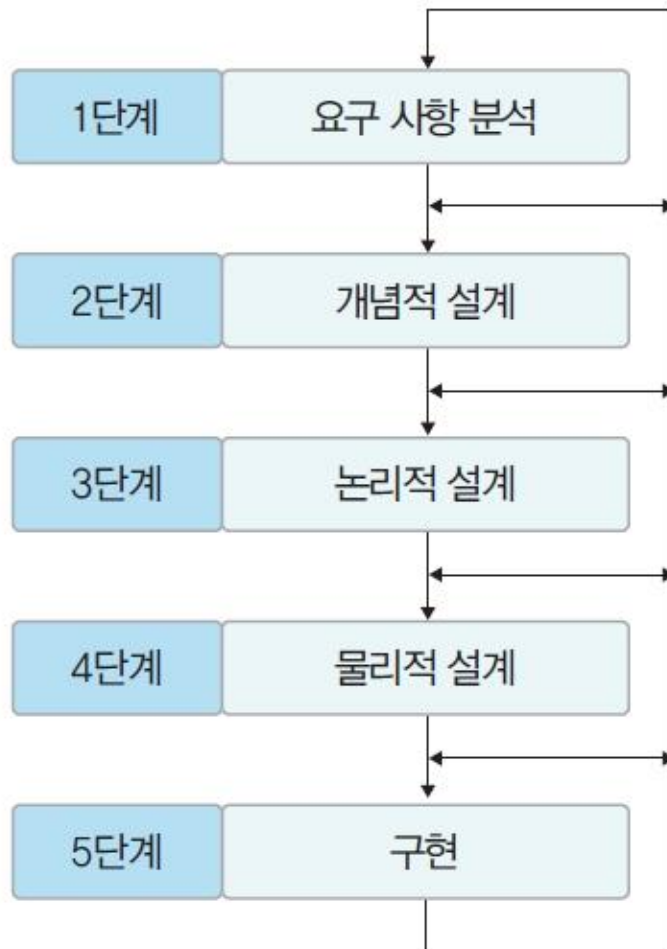 1단계 요구 사항 분석
2단계 개념적 설계
3단계 논리적 설계
4단계 물리적 설계
5단계 구현